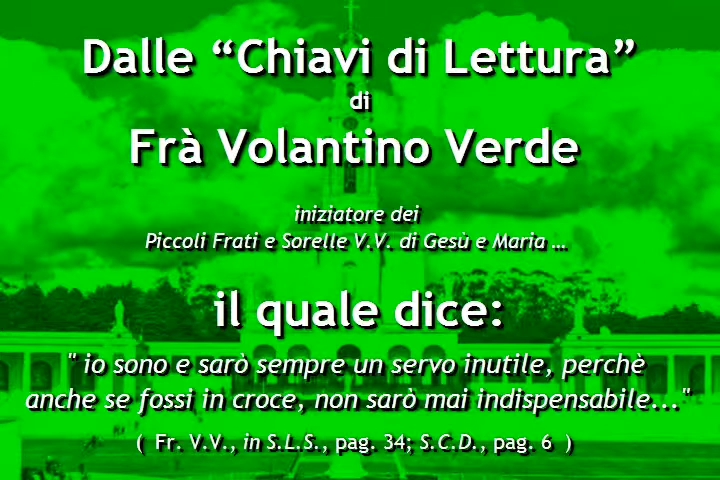 Dalle “Chiavi di Lettura”
di
Frà Volantino Verde
iniziatore dei
Piccoli Frati e Sorelle V.V. di Gesù e Maria ...
il quale dice:
" io sono e sarò sempre un servo inutile, perchè
anche se fossi in croce, non sarò mai indispensabile..."
( Fr. V.V., in S.L.S., pag. 34; S.C.D., pag. 6 )